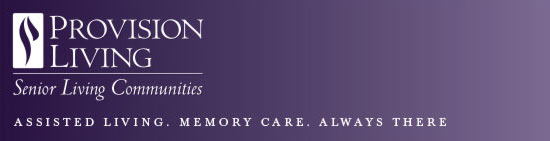 PROVISION
LIVING
Senior Living Communities
ASSISTED LIVING. MEMORY CARE. ALWAYS THERE